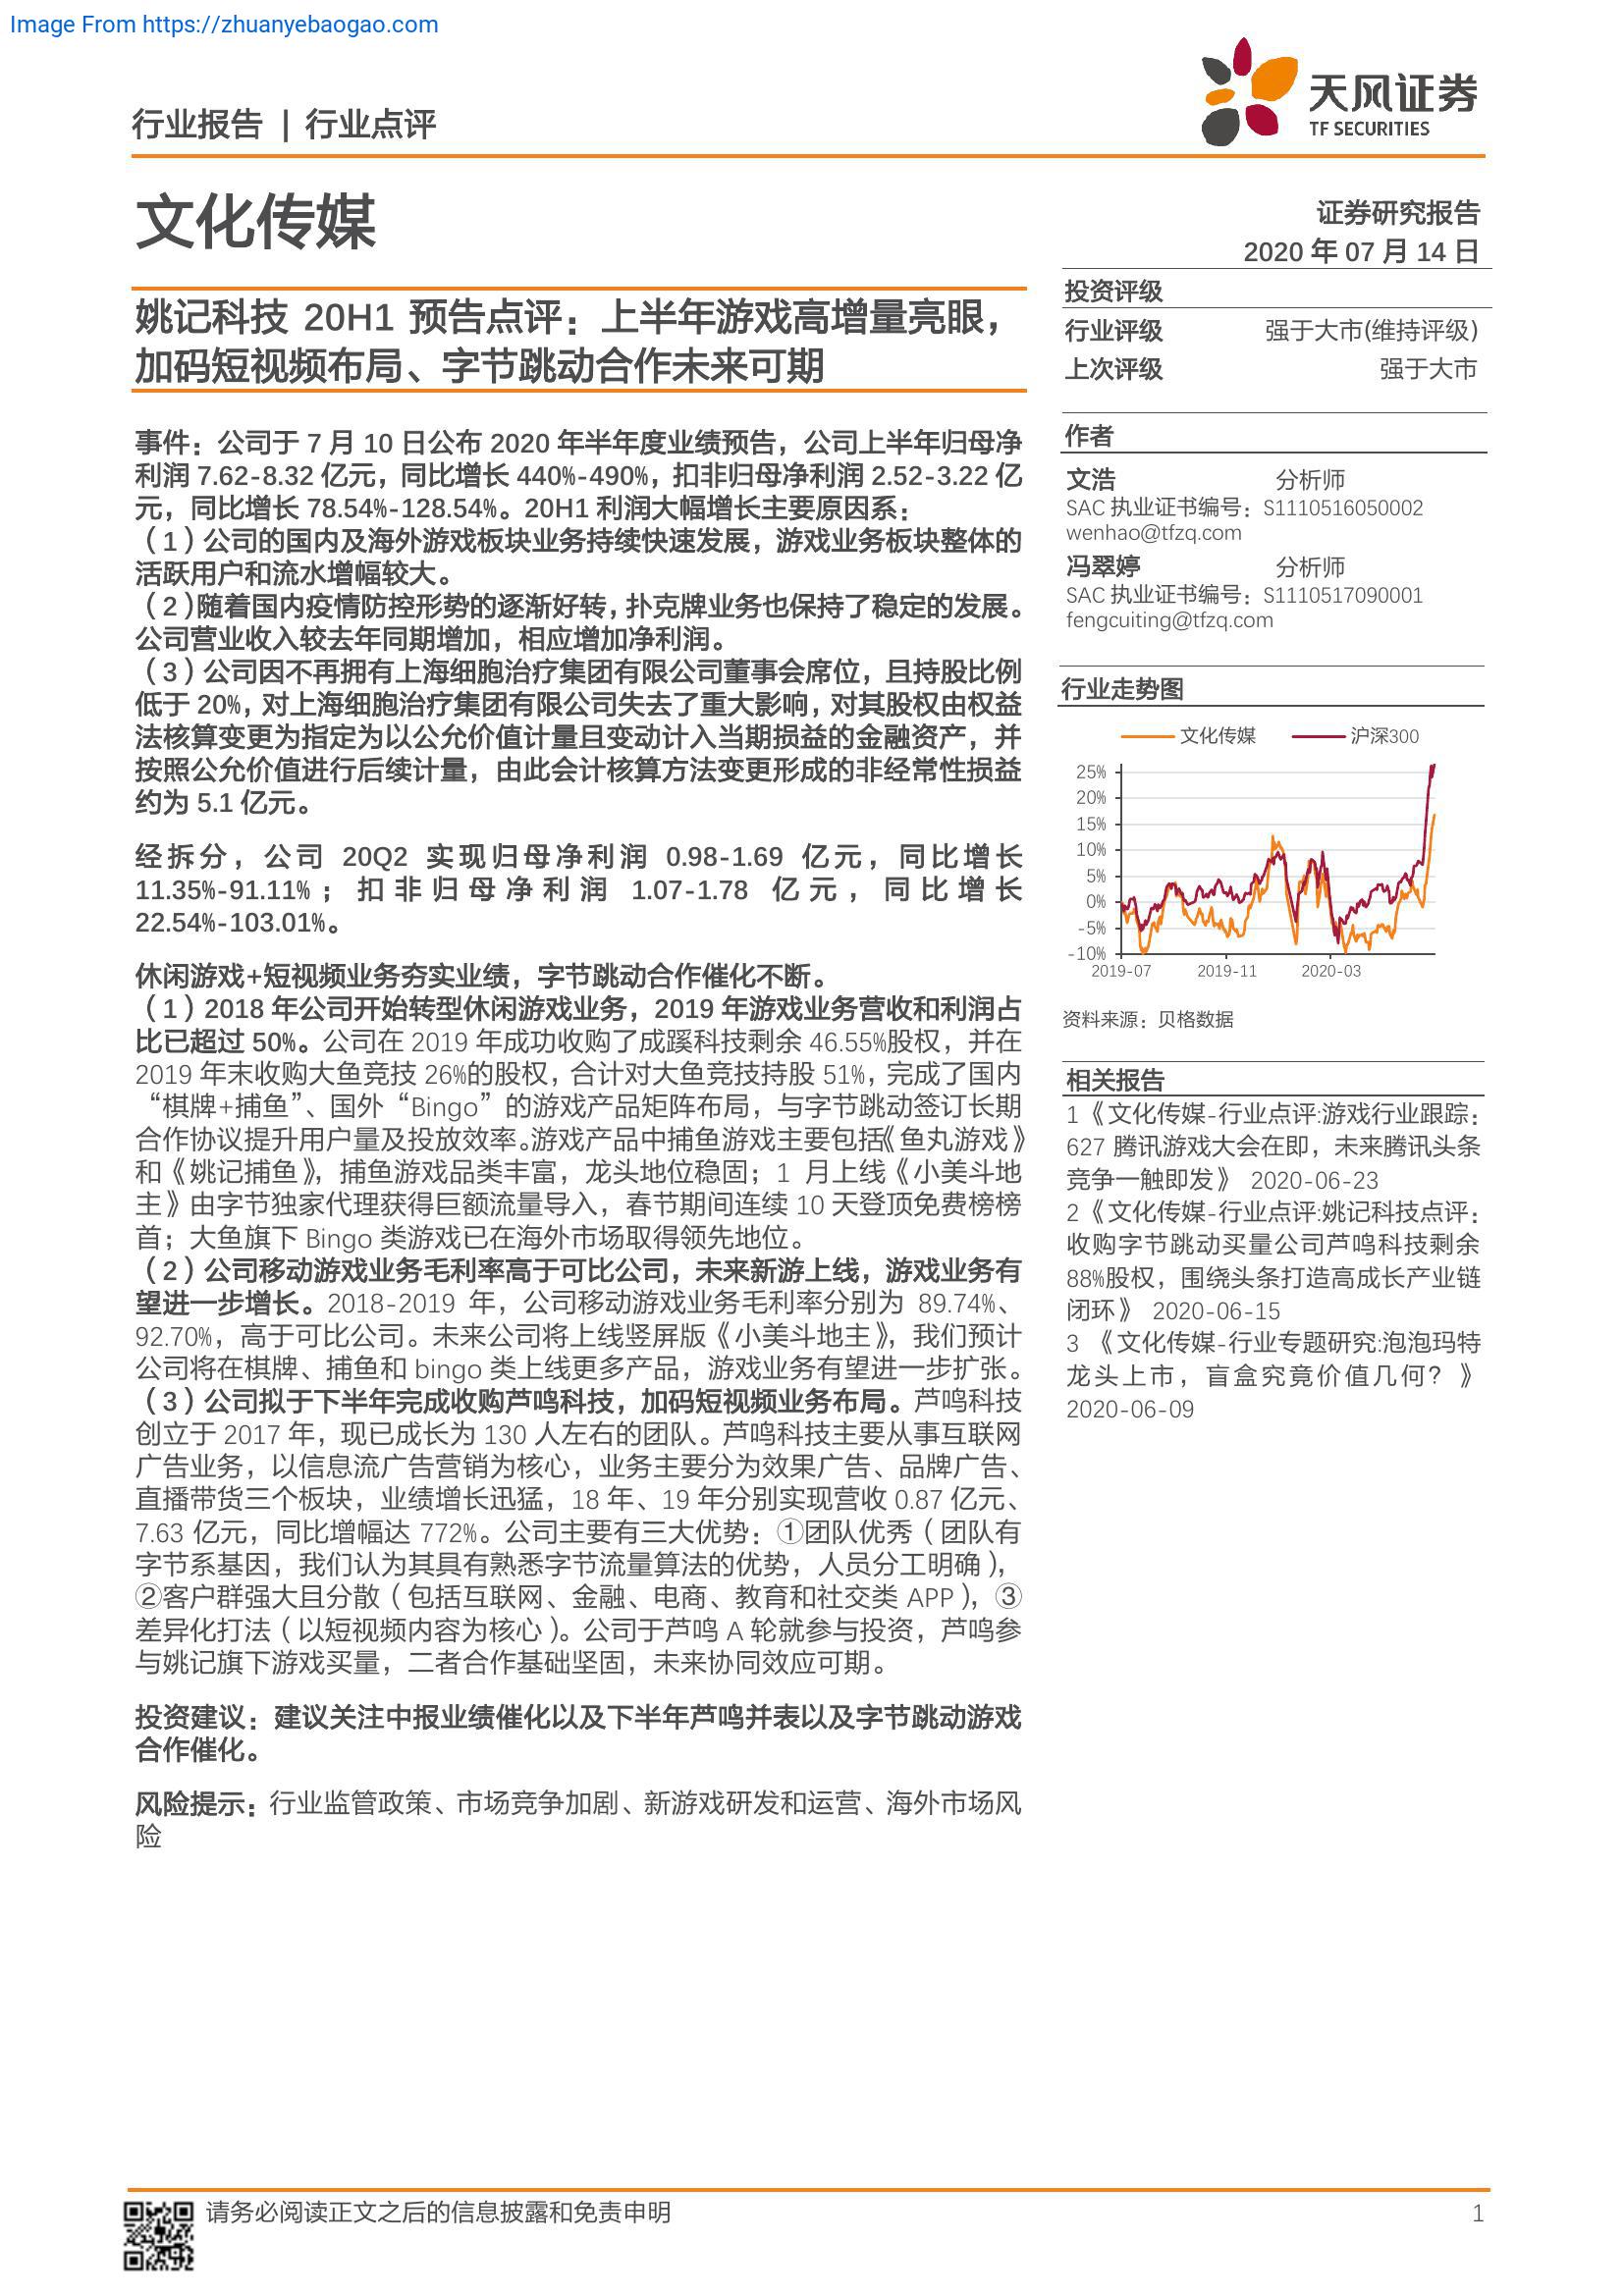 Image From https://zhuanyebaogao.com
行业报告 | 行业点评
天风证券
TF SECURITIES
文化传媒
证券研究报告
2020 年 07 月 14 日
姚记科技 20H1 预告点评：上半年游戏高增量亮眼，
加码短视频布局、字节跳动合作未来可期
事件：公司于 7 月 10 日公布 2020 年半年度业绩预告，公司上半年归母净
利润 7.62-8.32 亿元，同比增长 440%-490%，扣非归母净利润 2.52-3.22 亿
元，同比增长 78.54%-128.54%。20H1 利润大幅增长主要原因系：
（1）公司的国内及海外游戏板块业务持续快速发展，游戏业务板块整体的
活跃用户和流水增幅较大。
（2）随着国内疫情防控形势的逐渐好转，扑克牌业务也保持了稳定的发展。
公司营业收入较去年同期增加，相应增加净利润。
（3）公司因不再拥有上海细胞治疗集团有限公司董事会席位，且持股比例
低于 20%，对上海细胞治疗集团有限公司失去了重大影响，对其股权由权益
法核算变更为指定为以公允价值计量且变动计入当期损益的金融资产，并
按照公允价值进行后续计量，由此会计核算方法变更形成的非经常性损益
约为 5.1 亿元。
经拆分，公司 20Q2 实现归母净利润 0.98-1.69 亿元，同比增长
11.35%-91.11%；扣非归母净利润 1.07-1.78 亿元，同比增长
22.54%-103.01%。
休闲游戏+短视频业务夯实业绩，字节跳动合作催化不断。
（1）2018 年公司开始转型休闲游戏业务，2019 年游戏业务营收和利润占
比已超过 50%。公司在 2019 年成功收购了成蹊科技剩余 46.55%股权，并在
2019 年末收购大鱼竞技 26%的股权，合计对大鱼竞技持股 51%，完成了国内
“棋牌+捕鱼”、国外“Bingo”的游戏产品矩阵布局，与字节跳动签订长期
合作协议提升用户量及投放效率。游戏产品中捕鱼游戏主要包括《鱼丸游戏》
和《姚记捕鱼》，捕鱼游戏品类丰富，龙头地位稳固；1 月上线《小美斗地
主》由字节独家代理获得巨额流量导入，春节期间连续 10 天登顶免费榜榜
首；大鱼旗下 Bingo 类游戏已在海外市场取得领先地位。
（2）公司移动游戏业务毛利率高于可比公司，未来新游上线，游戏业务有
望进一步增长。2018-2019 年，公司移动游戏业务毛利率分别为 89.74%、
92.70%，高于可比公司。未来公司将上线竖屏版《小美斗地主》，我们预计
公司将在棋牌、捕鱼和 bingo 类上线更多产品，游戏业务有望进一步扩张。
（3）公司拟于下半年完成收购芦鸣科技，加码短视频业务布局。芦鸣科技
创立于 2017 年，现已成长为 130 人左右的团队。芦鸣科技主要从事互联网
广告业务，以信息流广告营销为核心，业务主要分为效果广告、品牌广告、
直播带货三个板块，业绩增长迅猛，18 年、19 年分别实现营收 0.87 亿元、
7.63 亿元，同比增幅达 772%。公司主要有三大优势：①团队优秀（团队有
字节系基因，我们认为其具有熟悉字节流量算法的优势，人员分工明确），
②客户群强大且分散（包括互联网、金融、电商、教育和社交类 APP），③
差异化打法（以短视频内容为核心）。公司于芦鸣 A 轮就参与投资，芦鸣参
与姚记旗下游戏买量，二者合作基础坚固，未来协同效应可期。
投资建议：建议关注中报业绩催化以及下半年芦鸣并表以及字节跳动游戏
合作催化。
风险提示：行业监管政策、市场竞争加剧、新游戏研发和运营、海外市场风
险
投资评级
行业评级 强于大市(维持评级)
上次评级 强于大市
作者
文浩 分析师
SAC 执业证书编号：S1110516050002
wenhao@tfzq.com
冯翠婷 分析师
SAC 执业证书编号：S1110517090001
fengcuiting@tfzq.com
行业走势图
文化传媒 沪深300
25%
20%
15%
10%
5%
0%
-5%
-10%
2019-07 2019-11 2020-03
资料来源：贝格数据
相关报告
1《文化传媒-行业点评:游戏行业跟踪：
627 腾讯游戏大会在即，未来腾讯头条
竞争一触即发》 2020-06-23
2《文化传媒-行业点评:姚记科技点评：
收购字节跳动买量公司芦鸣科技剩余
88%股权，围绕头条打造高成长产业链
闭环》 2020-06-15
3 《文化传媒-行业专题研究:泡泡玛特
龙头上市，盲盒究竟价值几何？》
2020-06-09
请务必阅读正文之后的信息披露和免责申明
1